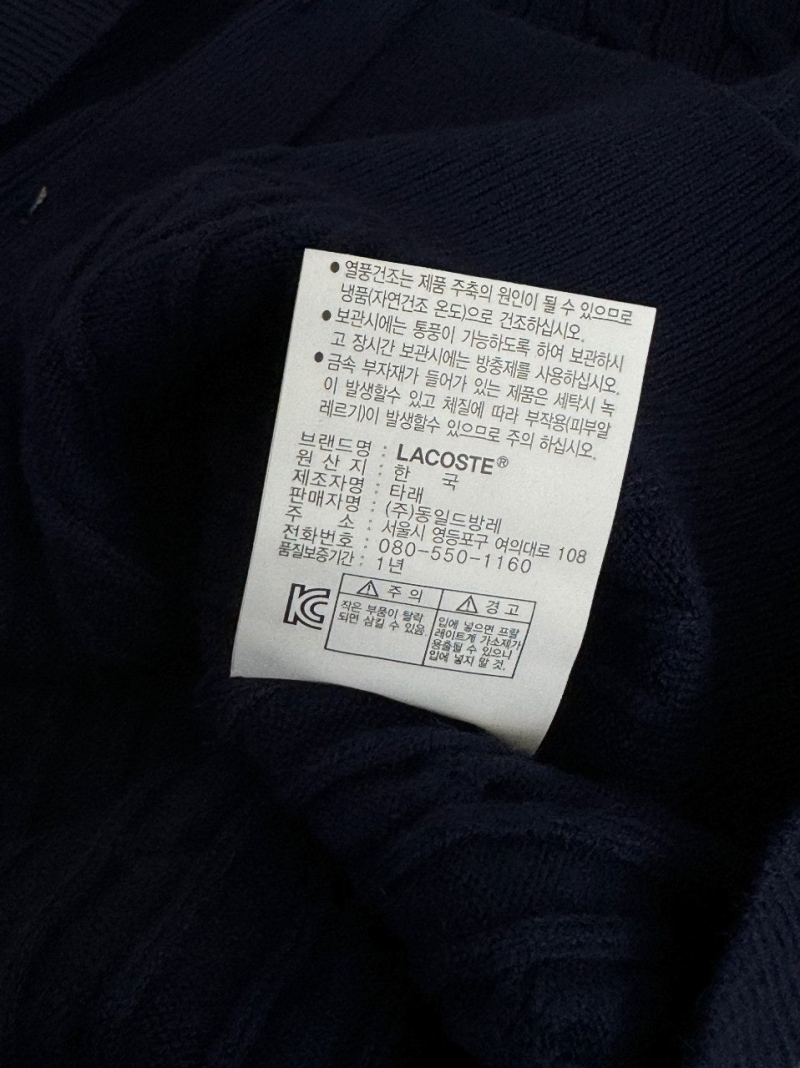 ● 열풍건조는 제품 주축의 원인이 될 수 있으므로
냉품(자연건조 온도)으로 건조하십시오.
● 보관시에는 통풍이 가능하도록 하여 보관하시
고 장시간 보관시에는 방충제를 사용하십시오.
● 금속 부자재가 들어가 있는 제품은 세탁시 녹
이 발생할수 있고 체질에 따라 부작용(피부알
레르기)이 발생할수 있으므로 주의 하십시오.
브랜드명 : LACOSTE®
원 산 지 : 한 국
제조자명 : 타래
판매자명 : (주)동일드방레
주 소 : 서울시 영등포구 여의대로 108
전화번호 : 080-550-1160
품질보증기간 : 1년
주 의
작은 부품이 탈락
되면 삼킬 수 있음
경 고
입에 넣으면 프탈
레이트계 가소제가
용출될 수 있으니
입에 넣지 말 것.